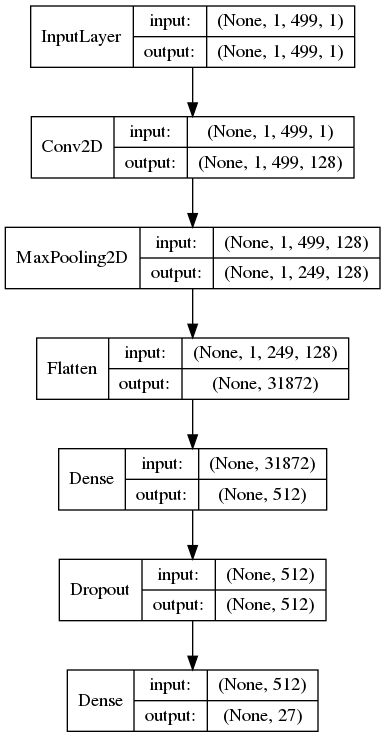 InputLayer
input: (None, 1, 499, 1)
output: (None, 1, 499, 1)
Conv2D
input: (None, 1, 499, 1)
output: (None, 1, 499, 128)
MaxPooling2D
input: (None, 1, 499, 128)
output: (None, 1, 249, 128)
Flatten
input: (None, 1, 249, 128)
output: (None, 31872)
Dense
input: (None, 31872)
output: (None, 512)
Dropout
input: (None, 512)
output: (None, 512)
Dense
input: (None, 512)
output: (None, 27)